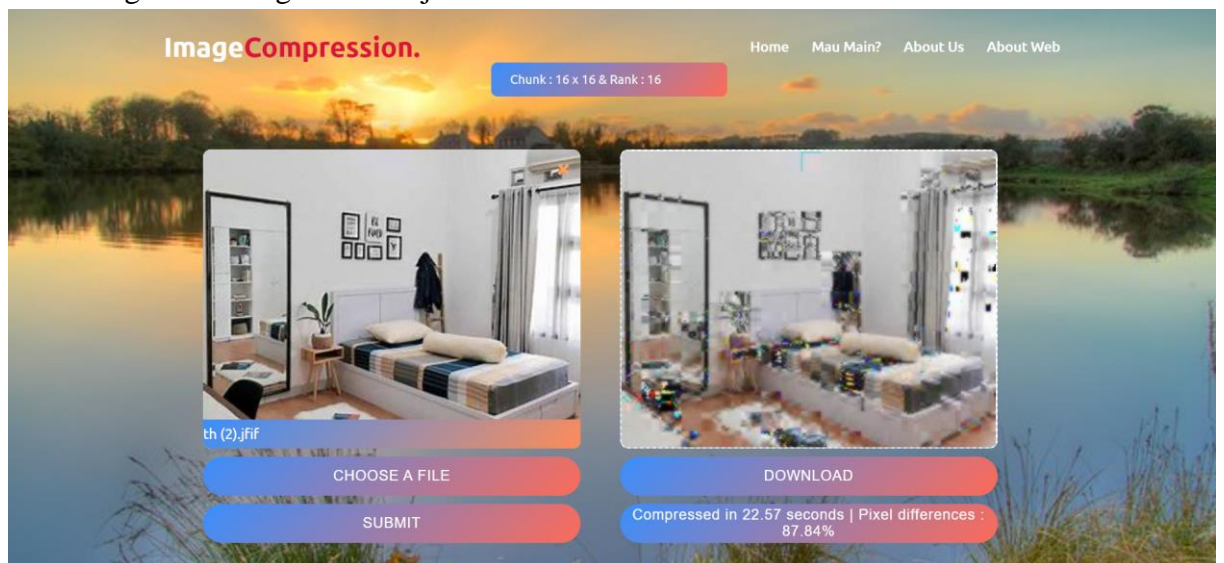 ImageCompression.
Home Mau Main? About Us About Web
Chunk : 16 x 16 & Rank : 16
th (2).jfif
CHOOSE A FILE
DOWNLOAD
SUBMIT
Compressed in 22.57 seconds | Pixel differences :
87.84%